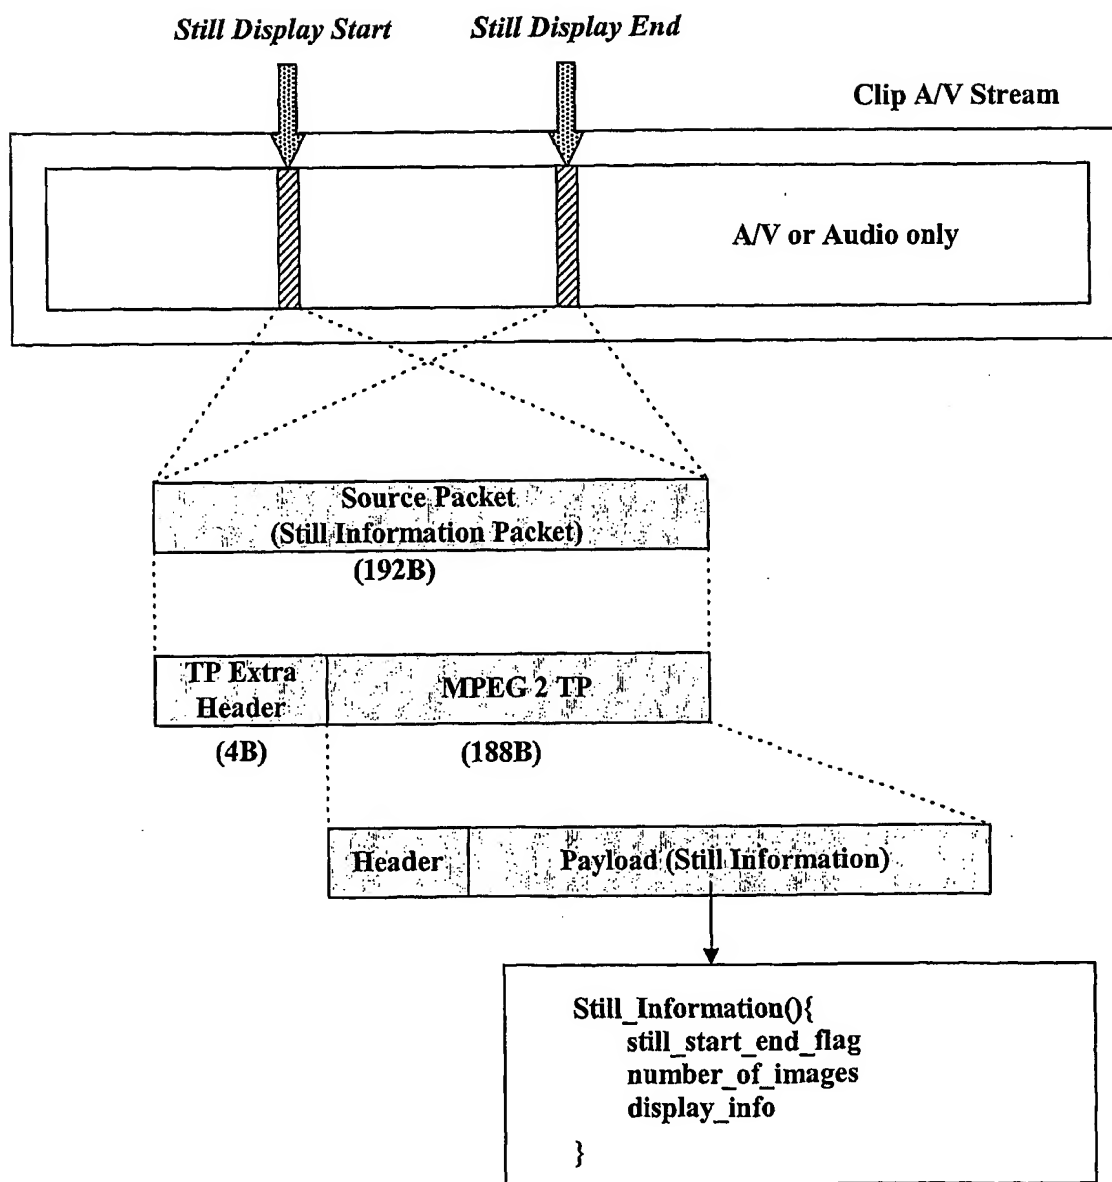 Still Display Start
Still Display End
Clip A/V Stream
A/V or Audio only
Source Packet
(Still Information Packet)
(192B)
TP Extra
Header
MPEG 2 TP
(4B)
(188B)
Header
Payload (Still Information)
Still_Information(){
still_start_end_flag
number_of_images
display_info
}